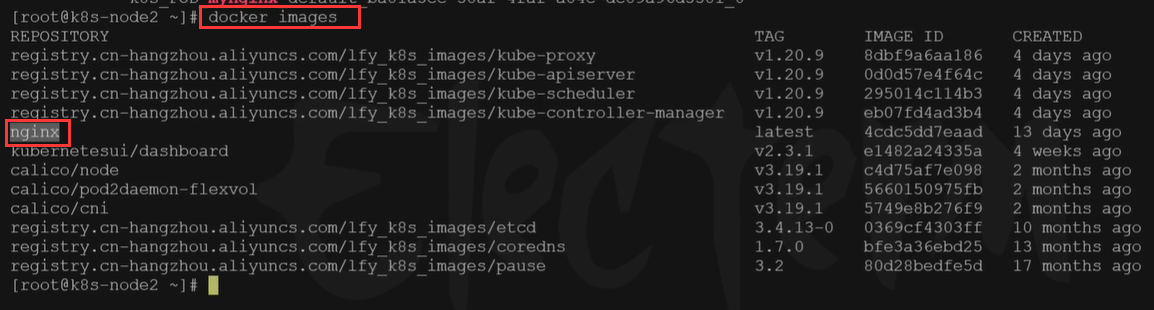 [root@k8s-node2 ~]# docker images
REPOSITORY TAG IMAGE ID CREATED
registry.cn-hangzhou.aliyuncs.com/lfy_k8s_images/kube-proxy v1.20.9 8dbf9a6aa186 4 days ago
registry.cn-hangzhou.aliyuncs.com/lfy_k8s_images/kube-apiserver v1.20.9 0d0d57e4f64c 4 days ago
registry.cn-hangzhou.aliyuncs.com/lfy_k8s_images/kube-scheduler v1.20.9 295014c114b3 4 days ago
registry.cn-hangzhou.aliyuncs.com/lfy_k8s_images/kube-controller-manager v1.20.9 eb07fd4ad3b4 4 days ago
nginx latest 4cdc5dd7eaad 13 days ago
kubernetesui/dashboard v2.3.1 e1482a24335a 4 weeks ago
calico/node v3.19.1 c4d75af7e098 2 months ago
calico/pod2daemon-flexvol v3.19.1 5660150975fb 2 months ago
calico/cni v3.19.1 5749e8b276f9 2 months ago
registry.cn-hangzhou.aliyuncs.com/lfy_k8s_images/etcd 3.4.13-0 0369cf4303ff 10 months ago
registry.cn-hangzhou.aliyuncs.com/lfy_k8s_images/coredns 1.7.0 bfe3a36ebd25 13 months ago
registry.cn-hangzhou.aliyuncs.com/lfy_k8s_images/pause 3.2 80d28bedfe5d 17 months ago
[root@k8s-node2 ~]#